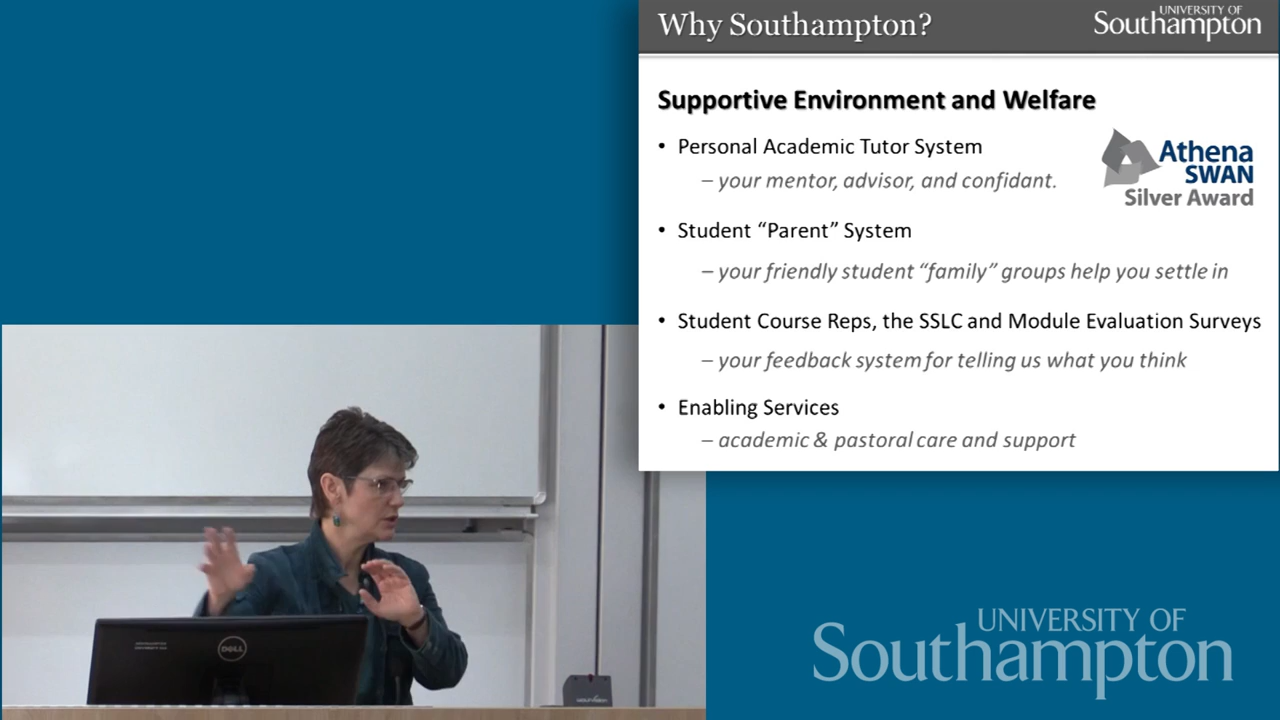 Why Southampton?
UNIVERSITY OF
Southampton
Supportive Environment and Welfare
• Personal Academic Tutor System
– your mentor, advisor, and confidant.
Athena
SWAN
Silver Award
• Student “Parent” System
– your friendly student “family” groups help you settle in
• Student Course Reps, the SSLC and Module Evaluation Surveys
– your feedback system for telling us what you think
• Enabling Services
– academic & pastoral care and support
DELL
UNIVERSITY OF
Southampton